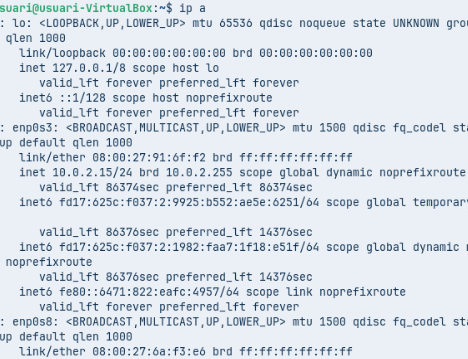 suari@usuari-VirtualBox:~$ ip a
: lo: <LOOPBACK,UP,LOWER_UP> mtu 65536 qdisc noqueue state UNKNOWN grou
qlen 1000
link/loopback 00:00:00:00:00:00 brd 00:00:00:00:00:00
inet 127.0.0.1/8 scope host lo
valid_lft forever preferred_lft forever
inet6 ::1/128 scope host noprefixroute
valid_lft forever preferred_lft forever
: enp0s3: <BROADCAST,MULTICAST,UP,LOWER_UP> mtu 1500 qdisc fq_codel sta
up default qlen 1000
link/ether 08:00:27:91:6f:f2 brd ff:ff:ff:ff:ff:ff
inet 10.0.2.15/24 brd 10.0.2.255 scope global dynamic noprefixroute
valid_lft 86374sec preferred_lft 86374sec
inet6 fd17:625c:f037:2:9925:b552:ae5e:6251/64 scope global temporar
valid_lft 86376sec preferred_lft 14376sec
inet6 fd17:625c:f037:2:1982:faa7:1f18:e51f/64 scope global dynamic m
noprefixroute
valid_lft 86376sec preferred_lft 14376sec
inet6 fe80::6471:822:eafc:4957/64 scope link noprefixroute
valid_lft forever preferred_lft forever
: enp0s8: <BROADCAST,MULTICAST,UP,LOWER_UP> mtu 1500 qdisc fq_codel sta
up default qlen 1000
link/ether 08:00:27:6a:f3:e6 brd ff:ff:ff:ff:ff:ff